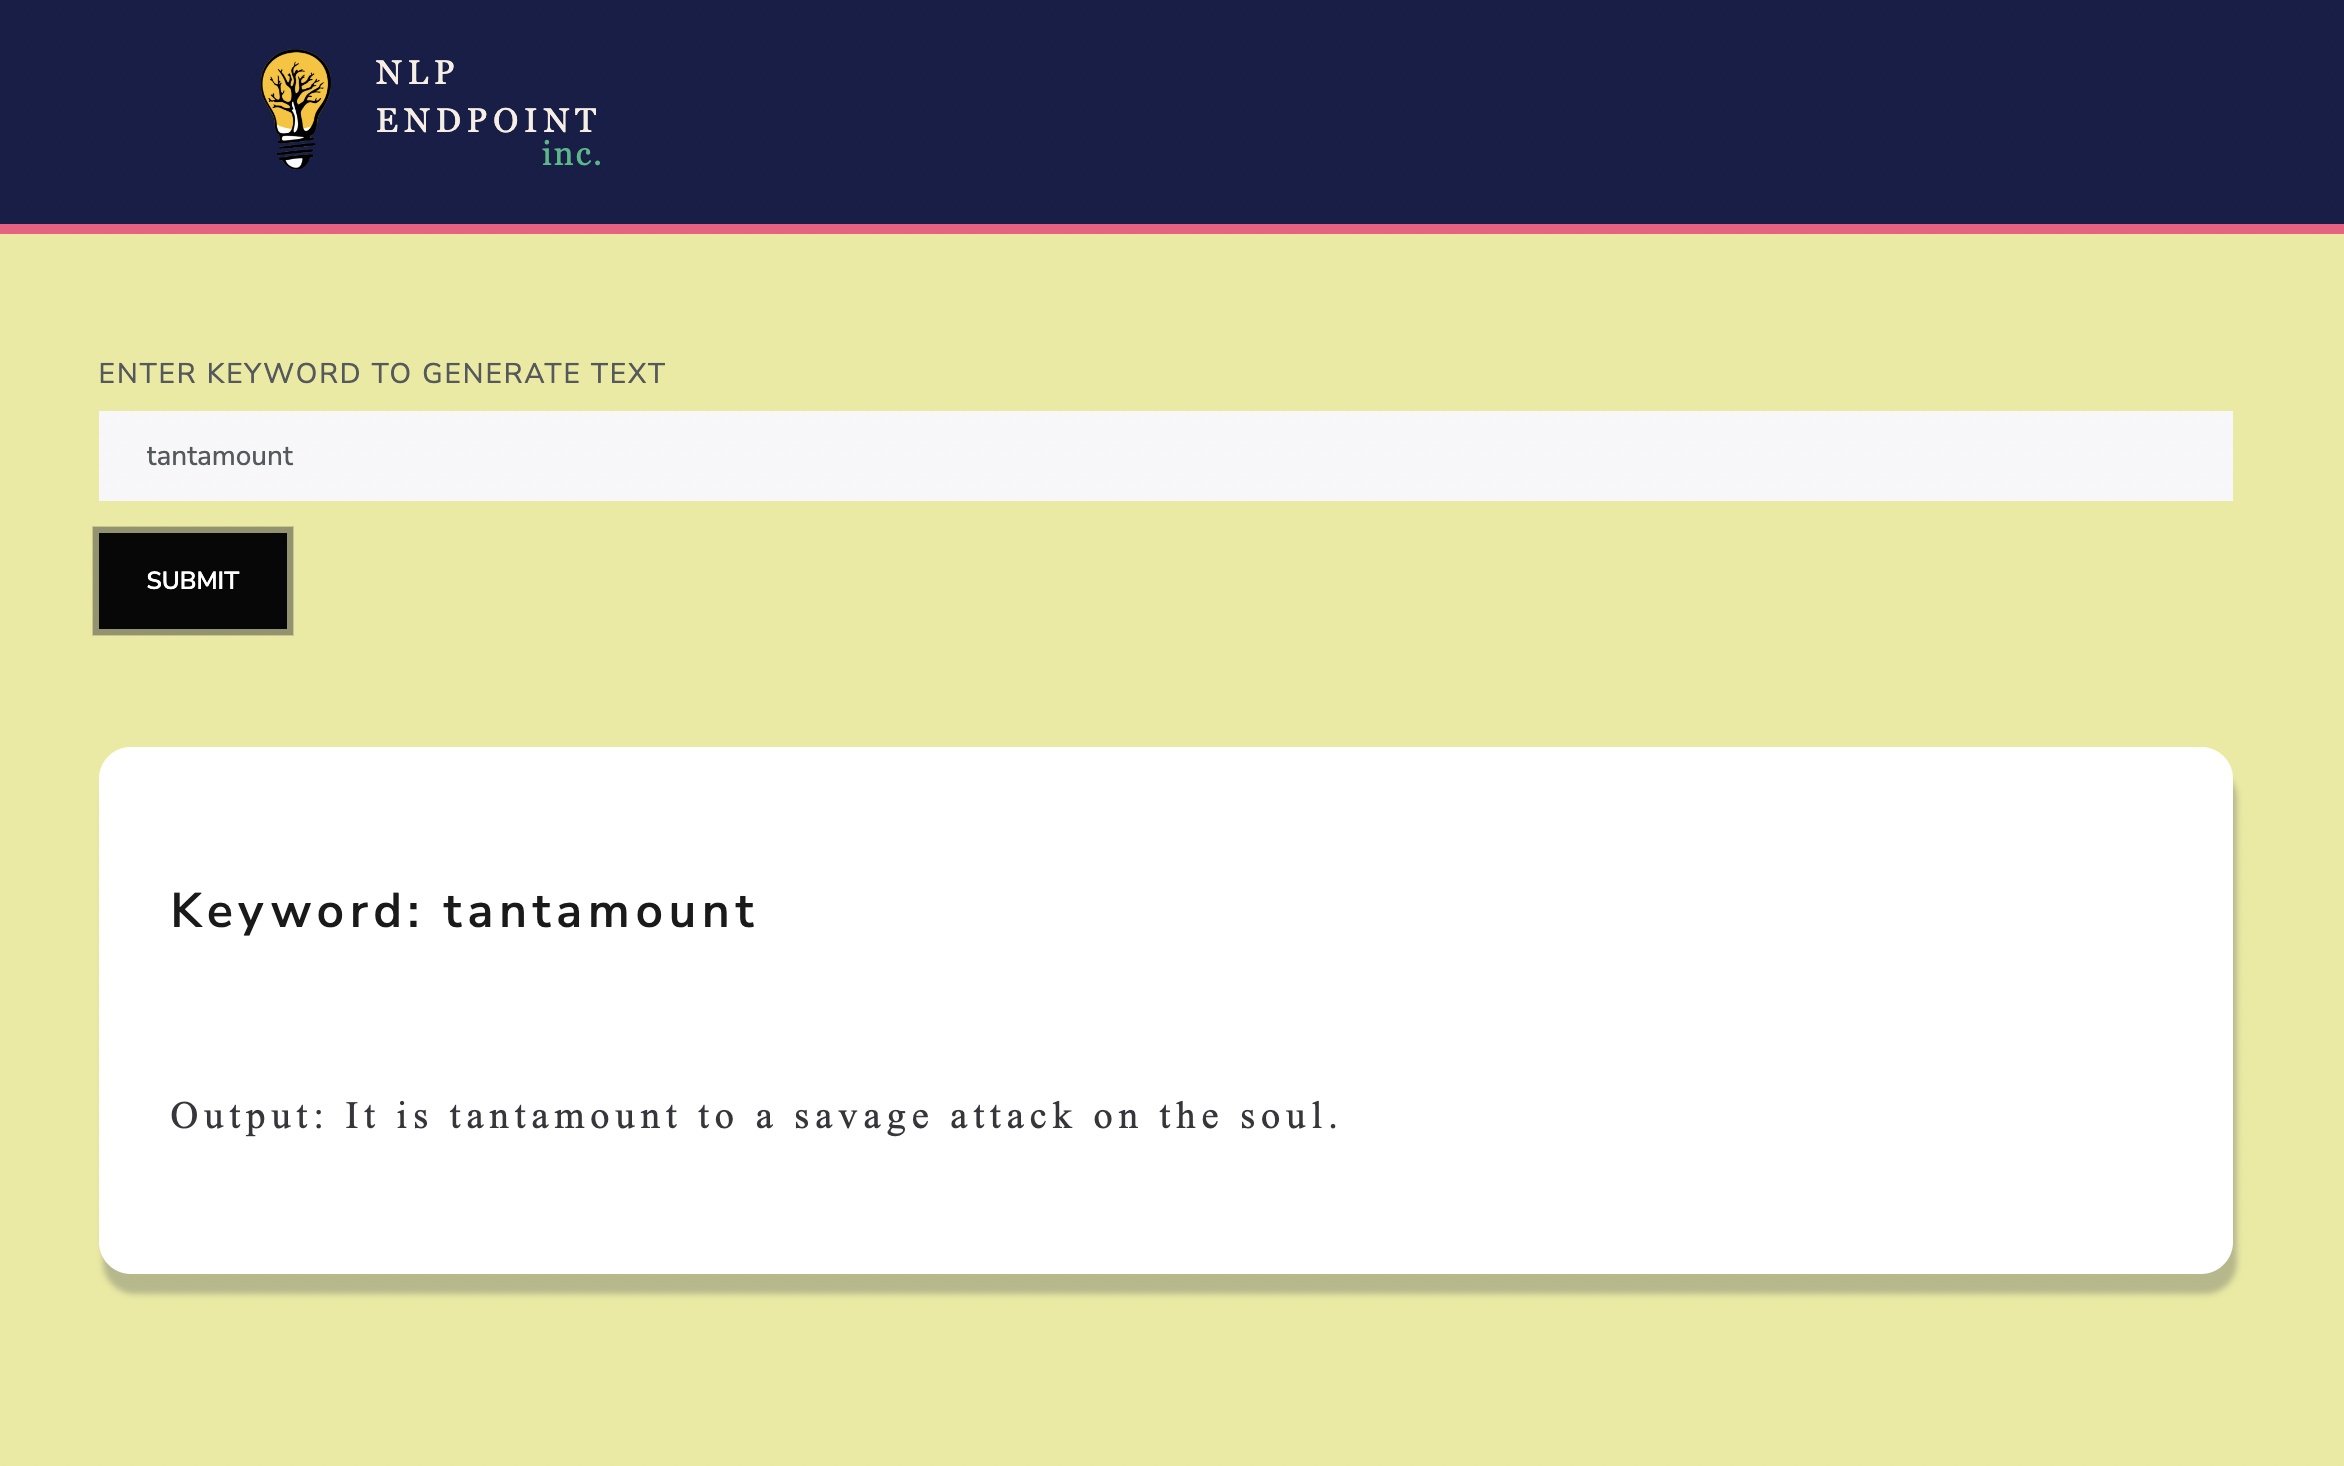 NLP
ENDPOINT
inc.
ENTER KEYWORD TO GENERATE TEXT
tantamount
SUBMIT
Keyword: tantamount
Output: It is tantamount to a savage attack on the soul.